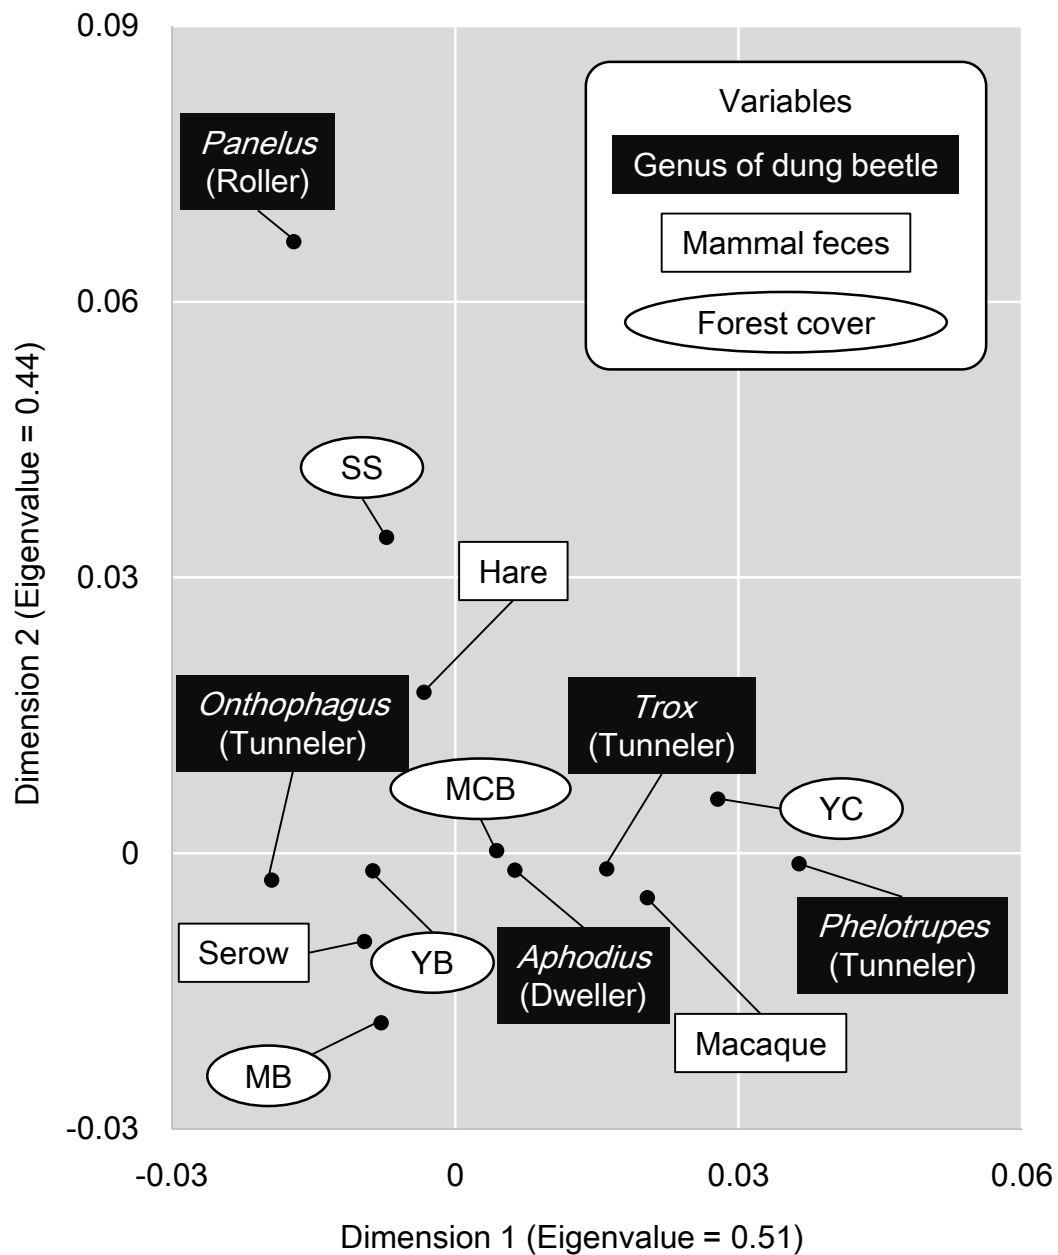 0.09
Variables
Genus of dung beetle
Mammal feces
Forest cover
Panelus
(Roller)
0.06
SS
Hare
0.03
Onthophagus
(Tunneler)
Trox
(Tunneler)
MCB
YC
0
Phelotrupes
(Tunneler)
Serow
YB
Aphodius
(Dweller)
Macaque
MB
-0.03
-0.03
0
0.03
0.06
Dimension 1 (Eigenvalue = 0.51)
Dimension 2 (Eigenvalue = 0.44)